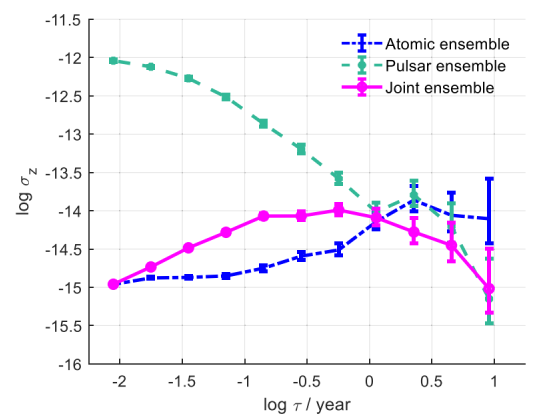 -11.5
-12
-12.5
-13
-13.5
-14
-14.5
-15
-15.5
-16
log σz
Atomic ensemble
Pulsar ensemble
Joint ensemble
-2 -1.5 -1 -0.5 0 0.5 1
log τ / year